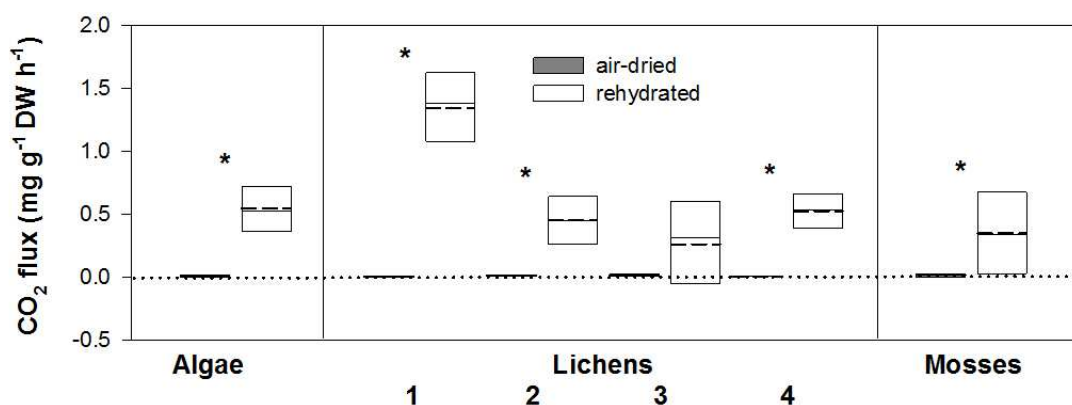 CO₂ flux (mg g⁻¹ DW h⁻¹)
2.0
1.5
1.0
0.5
0.0
-0.5
air-dried
rehydrated
*
*
*
*
*
Algae Lichens Mosses
1 2 3 4